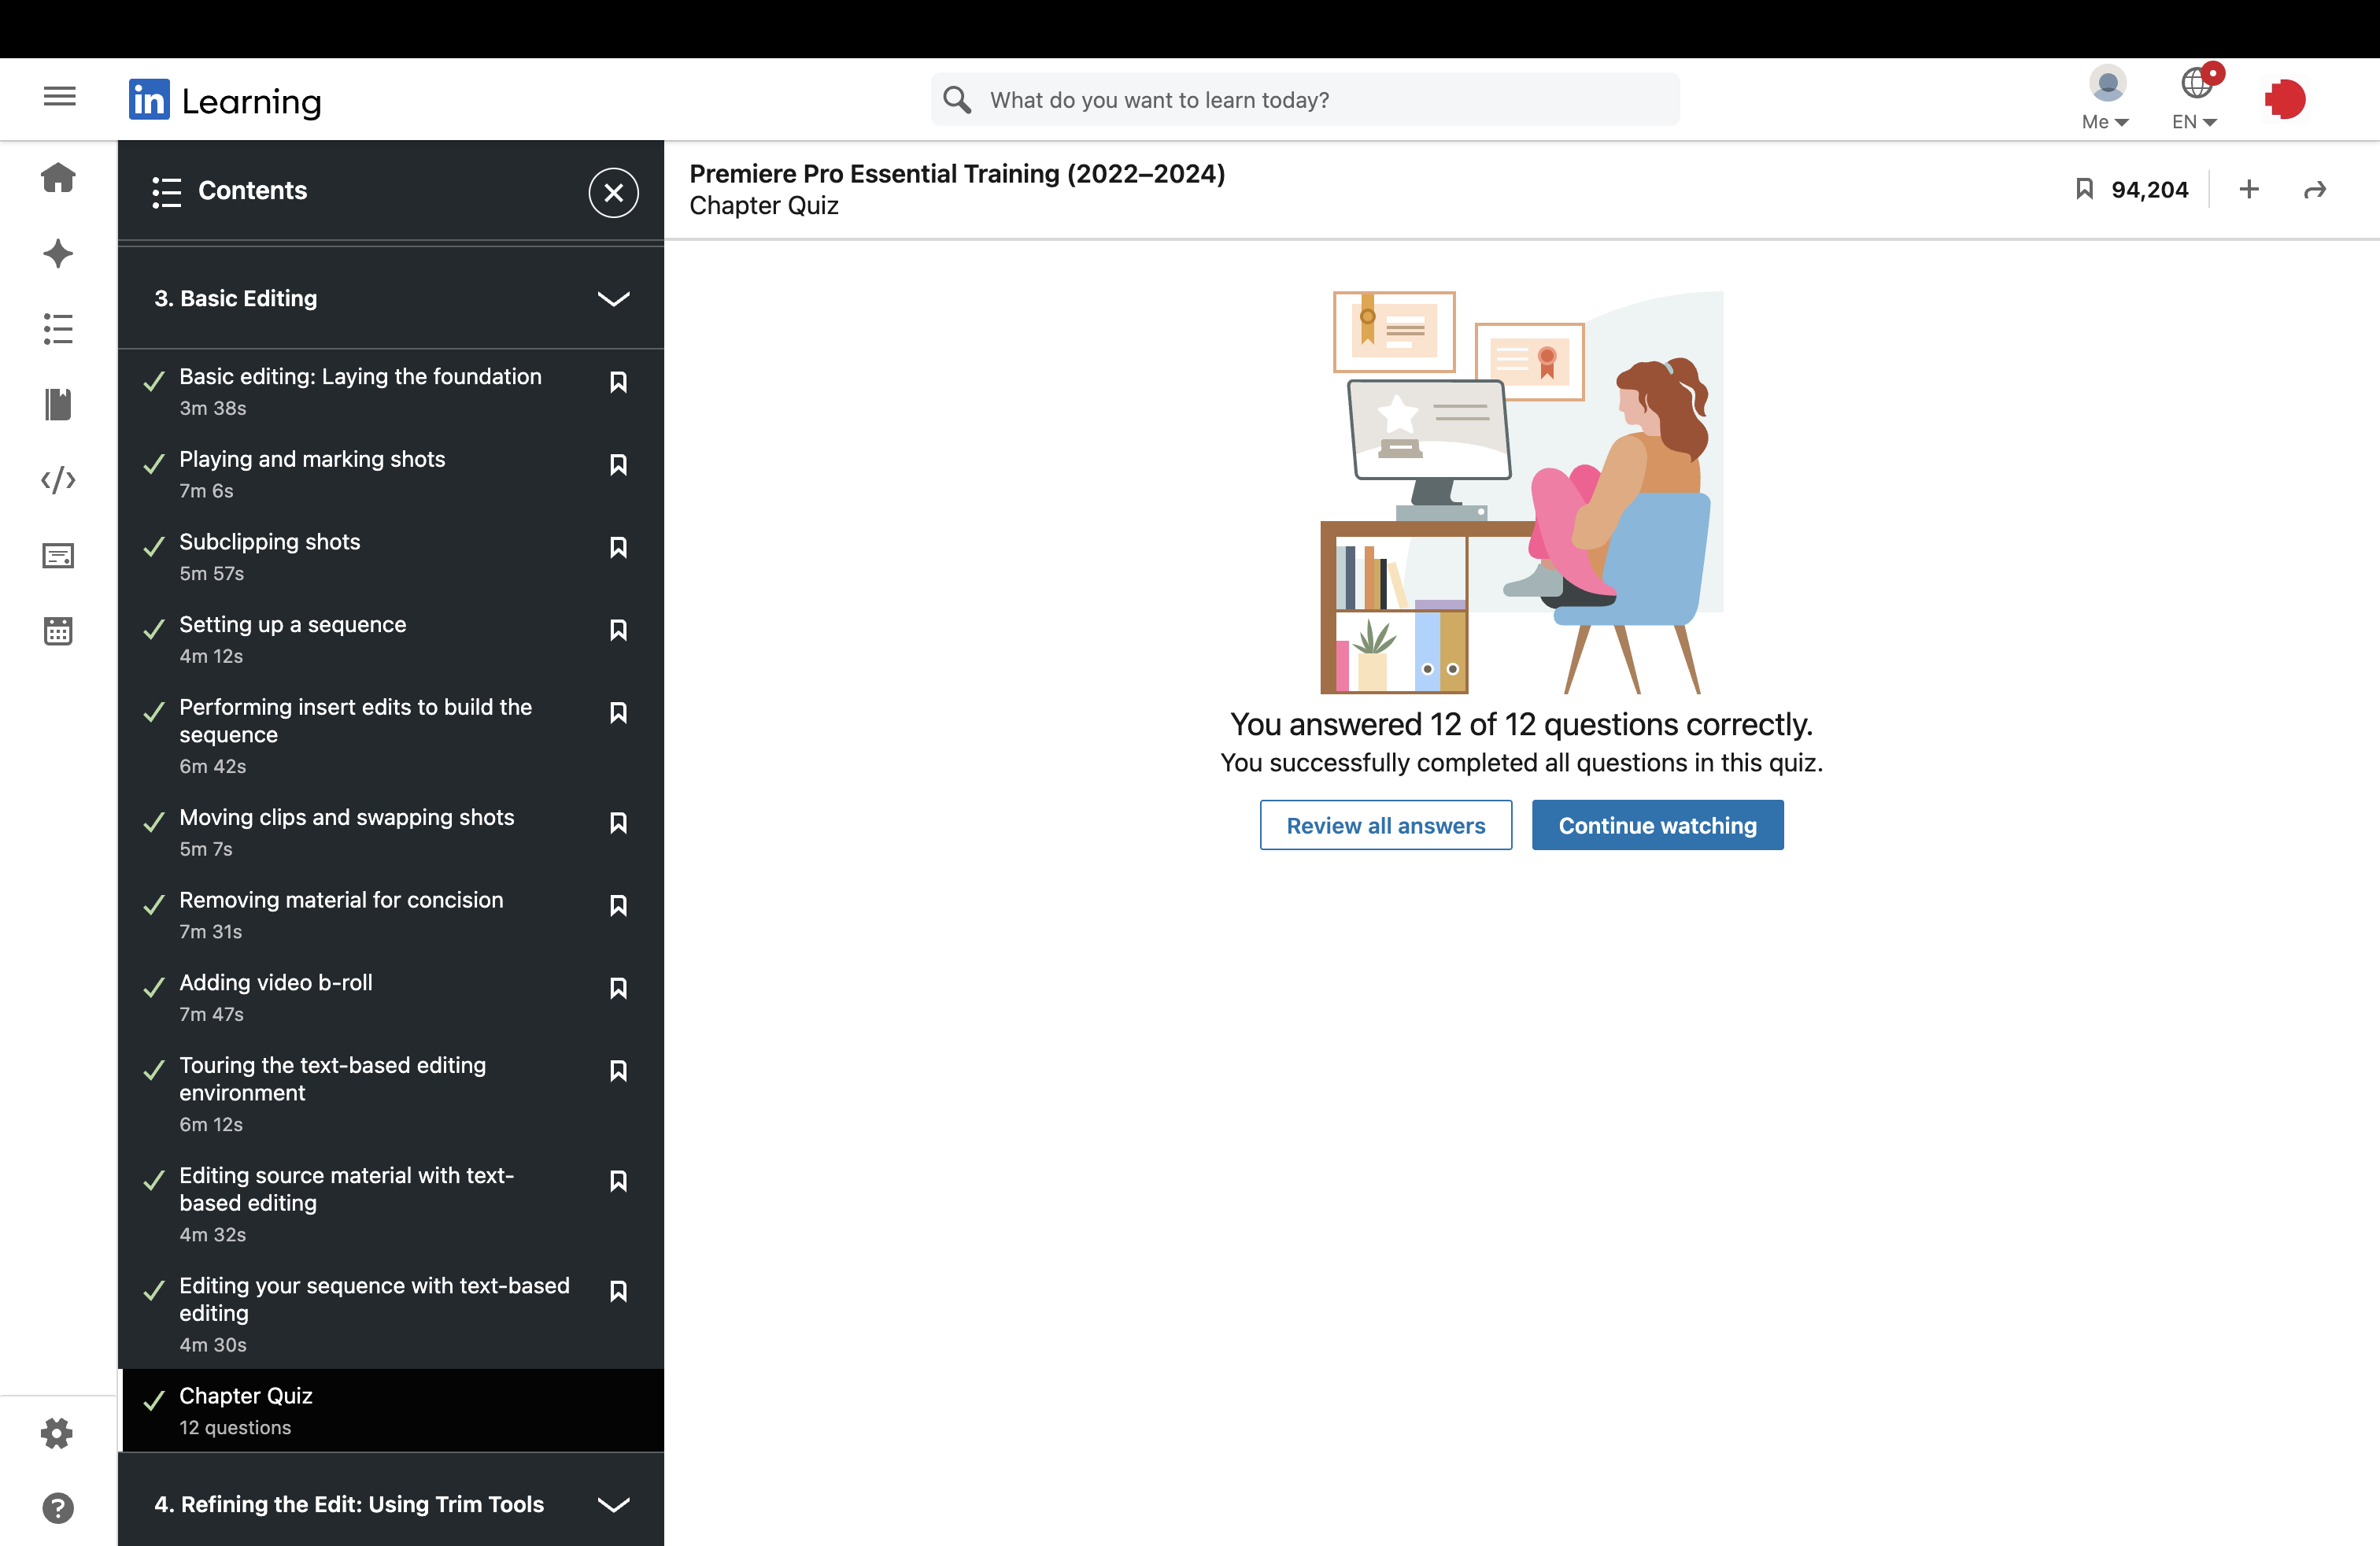 in Learning
What do you want to learn today?
Me
EN
Contents
Premiere Pro Essential Training (2022–2024)
Chapter Quiz
94,204
3. Basic Editing
Basic editing: Laying the foundation
3m 38s
Playing and marking shots
7m 6s
Subclipping shots
5m 57s
Setting up a sequence
4m 12s
Performing insert edits to build the
sequence
6m 42s
Moving clips and swapping shots
5m 7s
Removing material for concision
7m 31s
Adding video b-roll
7m 47s
Touring the text-based editing
environment
6m 12s
Editing source material with text-
based editing
4m 32s
Editing your sequence with text-based
editing
4m 30s
Chapter Quiz
12 questions
4. Refining the Edit: Using Trim Tools
You answered 12 of 12 questions correctly.
You successfully completed all questions in this quiz.
Review all answers
Continue watching